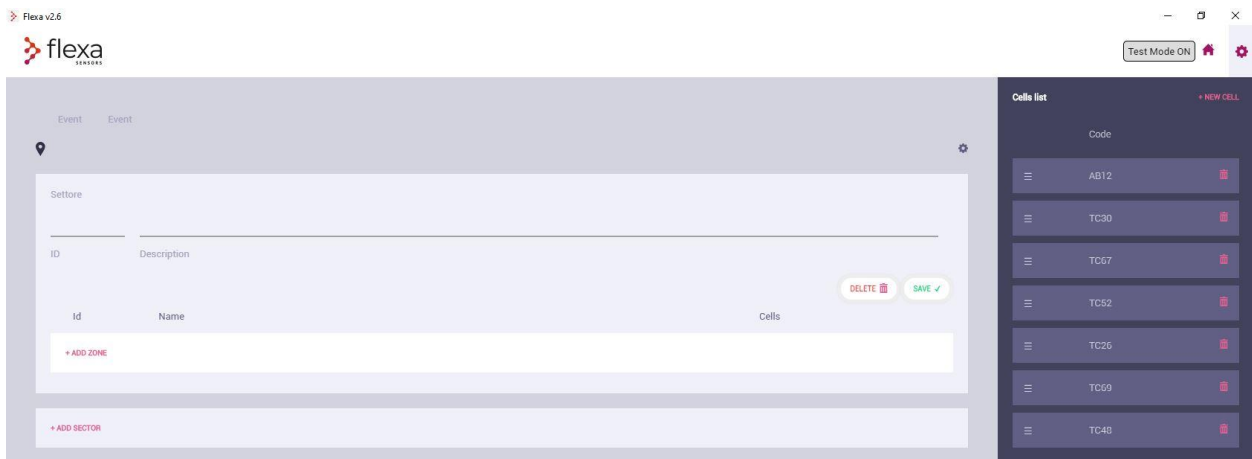 Flexa v2.6
flexa
SENSORS
Test Mode ON
Event Event
Settore
ID Description
DELETE SAVE ✓
Id Name Cells
+ ADD ZONE
+ ADD SECTOR
Cells list + NEW CELL
Code
AB12
TC30
TC67
TC52
TC26
TC69
TC48